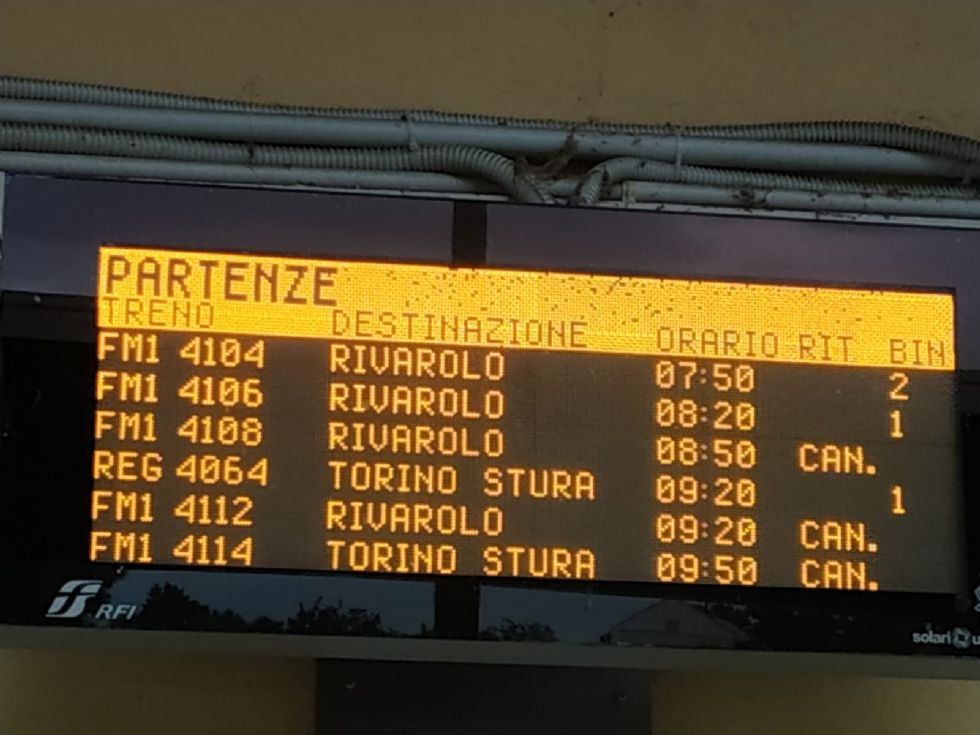 PARTENZE
TRENO DESTINAZIONE ORARIO RIT BIN
FM1 4104 RIVAROLO 07:50 2
FM1 4106 RIVAROLO 08:20 1
FM1 4108 RIVAROLO 08:50 CAN.
REG 4064 TORINO STURA 09:20 1
FM1 4112 RIVAROLO 09:20 CAN.
FM1 4114 TORINO STURA 09:50 CAN.
RFI
solari